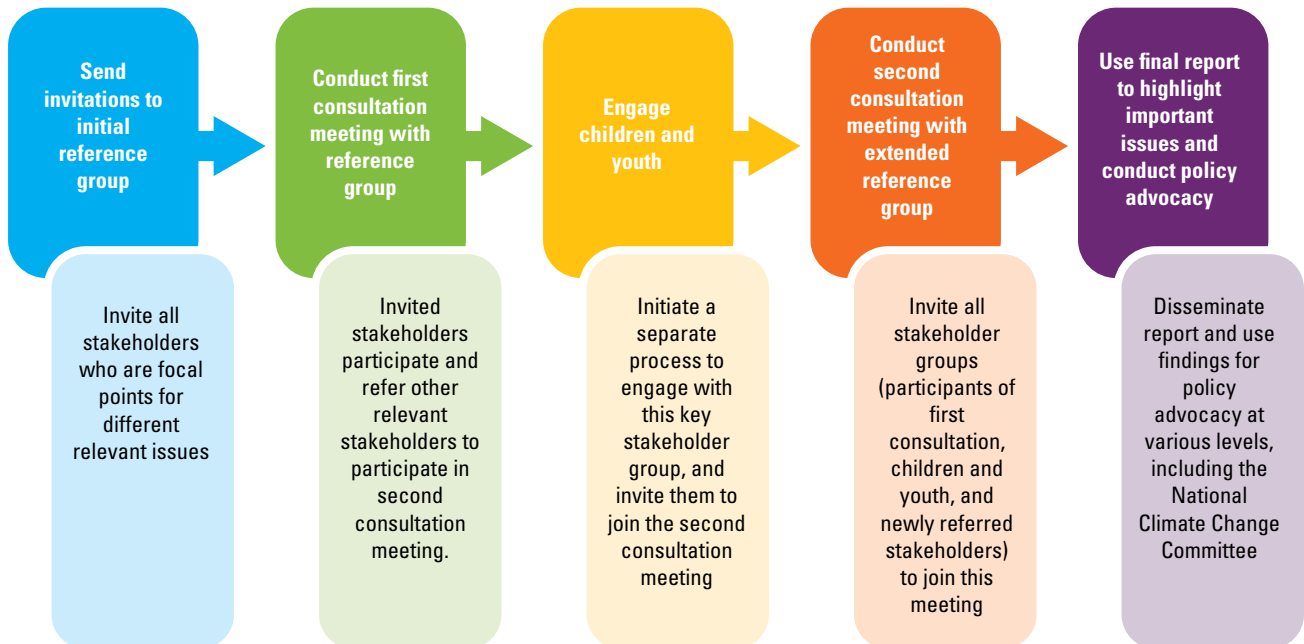 Send
invitations to
initial
reference
group
Conduct first
consultation
meeting with
reference
group
Engage
children and
youth
Conduct
second
consultation
meeting with
extended
reference
group
Use final report
to highlight
important
issues and
conduct policy
advocacy
Invite all
stakeholders
who are focal
points for
different
relevant issues
Invited
stakeholders
participate and
refer other
relevant
stakeholders to
participate in
second
consultation
meeting.
Initiate a
separate
process to
engage with
this key
stakeholder
group, and
invite them to
join the second
consultation
meeting
Invite all
stakeholder
groups
(participants of
first
consultation,
children and
youth, and
newly referred
stakeholders)
to join this
meeting
Disseminate
report and use
findings for
policy
advocacy at
various levels,
including the
National
Climate Change
Committee